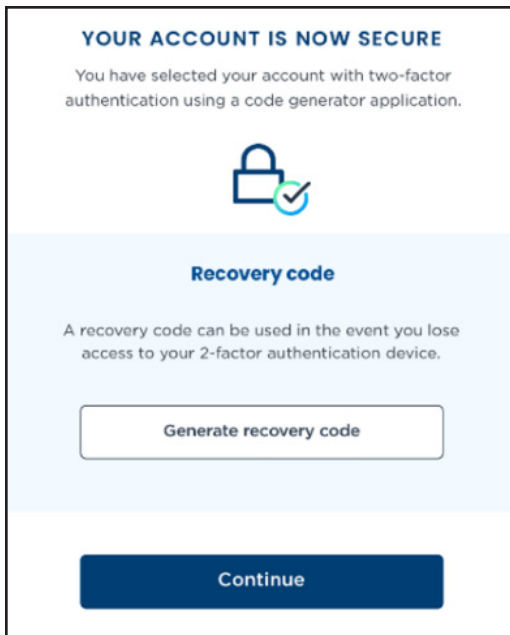 YOUR ACCOUNT IS NOW SECURE
You have selected your account with two-factor
authentication using a code generator application.
Recovery code
A recovery code can be used in the event you lose
access to your 2-factor authentication device.
Generate recovery code
Continue